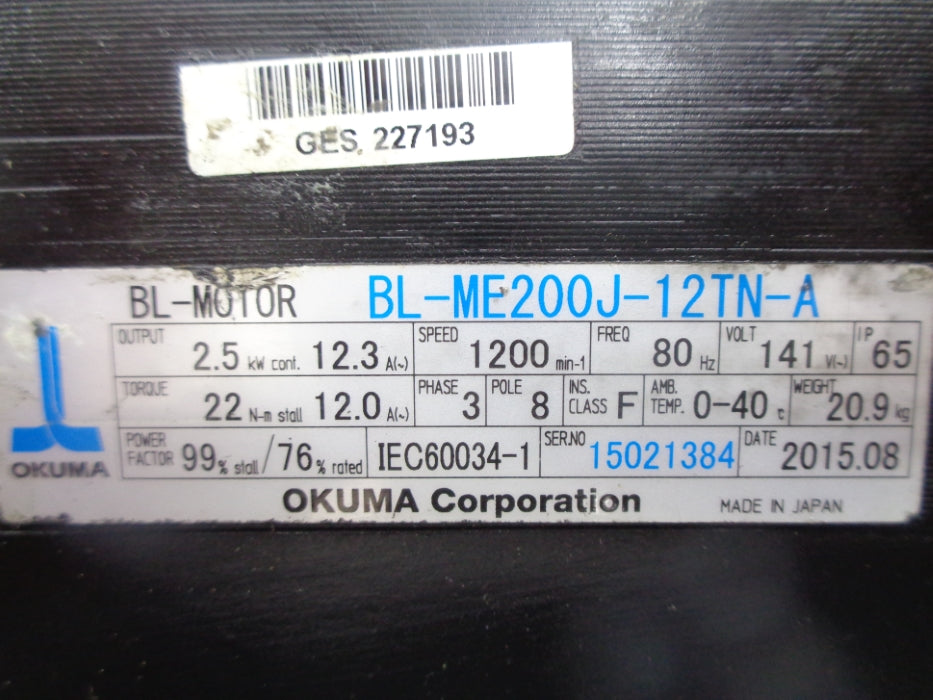 GES. 227193
BL-MOTOR BL-ME200J-12TN-A
OUTPUT 2.5 kW cont. 12.3 A(~) SPEED 1200 min-1 FREQ 80 Hz VOLT 141 V(~) IP 65
TORQUE 22 N-m stall 12.0 A(~) PHASE 3 POLE 8 INS. CLASS F AMB. TEMP. 0-40 ℃ WEIGHT 20.9 kg
POWER FACTOR 99% stall/76% rated IEC60034-1 SER.NO 15021384 DATE 2015.08
OKUMA
OKUMA Corporation MADE IN JAPAN